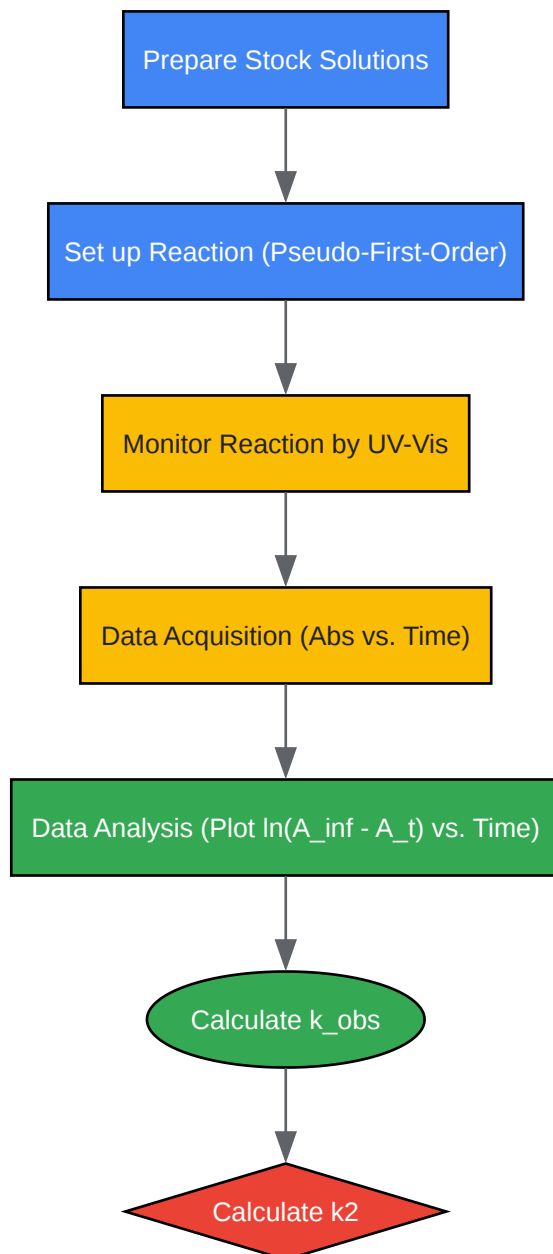 Prepare Stock Solutions
Set up Reaction (Pseudo-First-Order)
Monitor Reaction by UV-Vis
Data Acquisition (Abs vs. Time)
Data Analysis (Plot ln(A_inf - A_t) vs. Time)
Calculate k_obs
Calculate k2